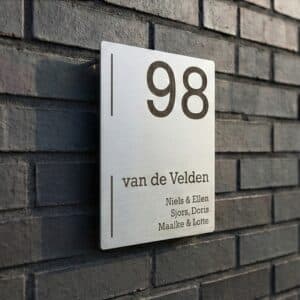 98
van de Velden
Niels & Ellen
Sjors, Doris
Maaike & Lotte